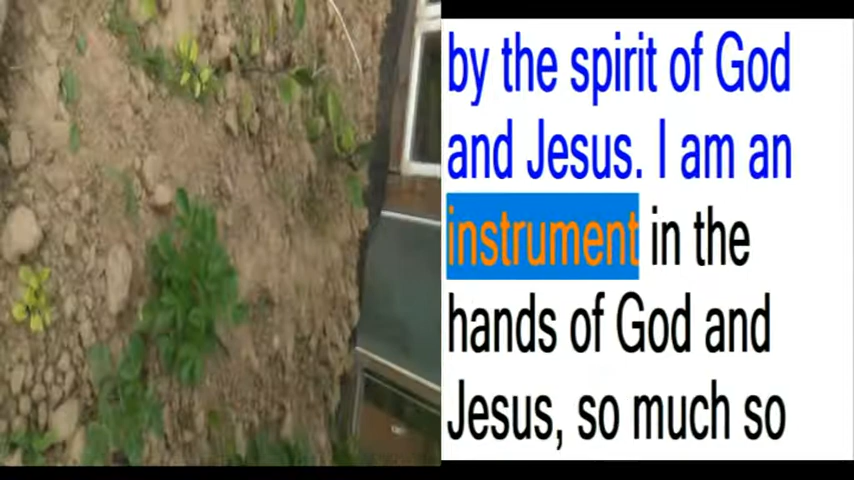 by the spirit of God
and Jesus. I am an
instrument in the
hands of God and
Jesus, so much so